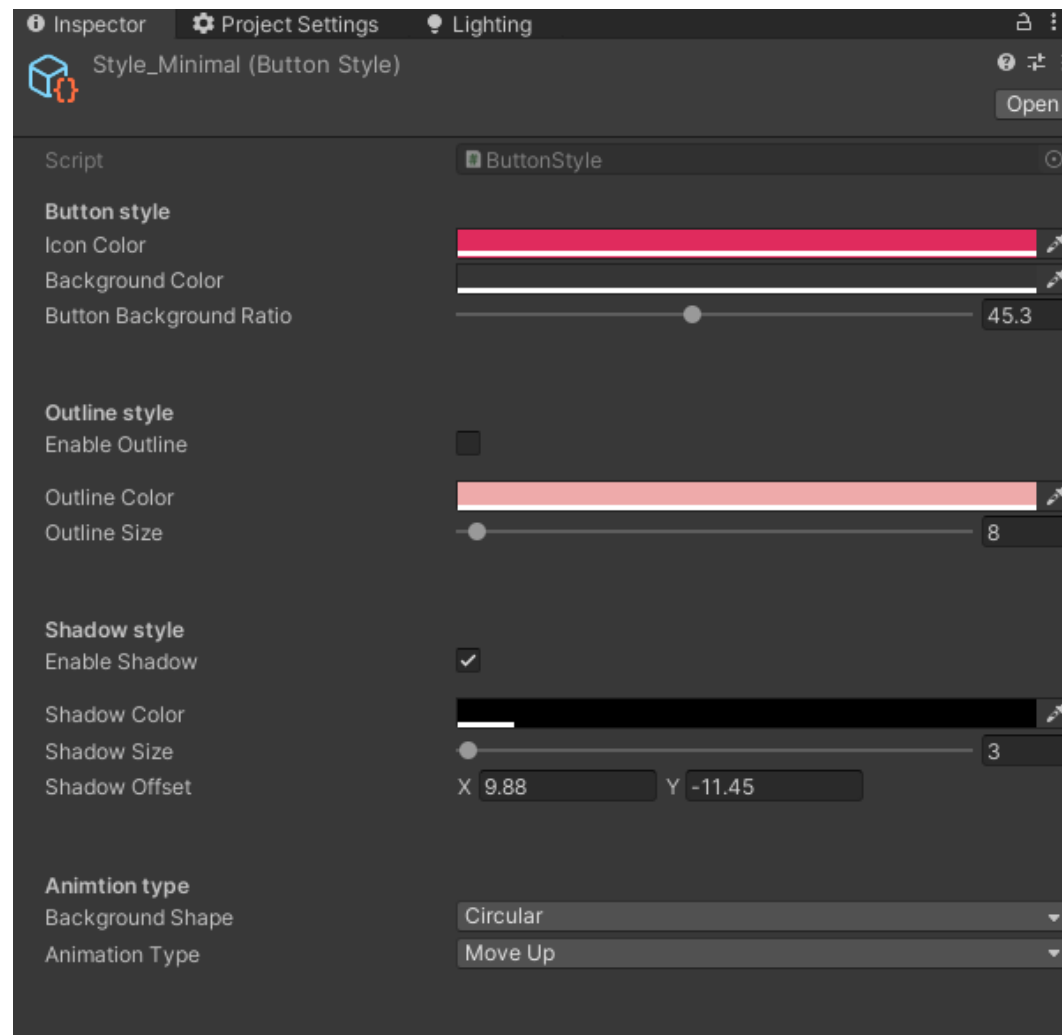 Inspector Project Settings Lighting
Style_Minimal (Button Style)
Open
Script ButtonStyle
Button style
Icon Color
Background Color
Button Background Ratio 45.3
Outline style
Enable Outline
Outline Color
Outline Size 8
Shadow style
Enable Shadow
Shadow Color
Shadow Size 3
Shadow Offset X 9.88 Y -11.45
Animtion type
Background Shape Circular
Animation Type Move Up